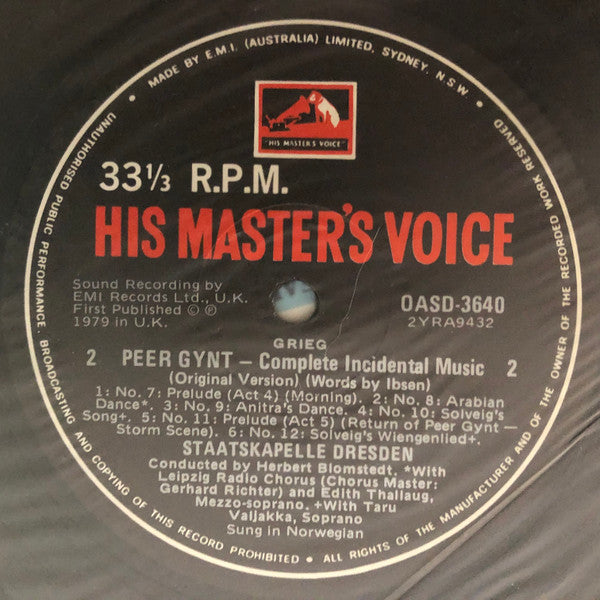 MADE BY E.M.I. (AUSTRALIA) LIMITED, SYDNEY, N.S.W. •
"HIS MASTER'S VOICE"
33⅓ R.P.M.
HIS MASTER'S VOICE
Sound Recording by
EMI Records Ltd., U.K.
First Published © ℗
1979 in U.K.
OASD-3640
2YRA9432
GRIEG
2 PEER GYNT — Complete Incidental Music 2
(Original Version) (Words by Ibsen)
1: No. 7: Prelude (Act 4) (Morning). 2: No. 8: Arabian
Dance*. 3: No. 9: Anitra's Dance. 4: No. 10: Solveig's
Song+. 5: No. 11: Prelude (Act 5) (Return of Peer Gynt —
Storm Scene). 6: No. 12: Solveig's Wiegenlied+.
STAATSKAPELLE DRESDEN
Conducted by Herbert Blomstedt. *With
Leipzig Radio Chorus (Chorus Master:
Gerhard Richter) and Edith Thallaug,
Mezzo-soprano. +With Taru
Valjakka, Soprano
Sung in Norwegian
UNAUTHORISED PUBLIC PERFORMANCE, BROADCASTING AND COPYING OF THIS RECORD PROHIBITED • ALL RIGHTS OF THE MANUFACTURER AND OF THE OWNER OF THE RECORDED WORK RESERVED